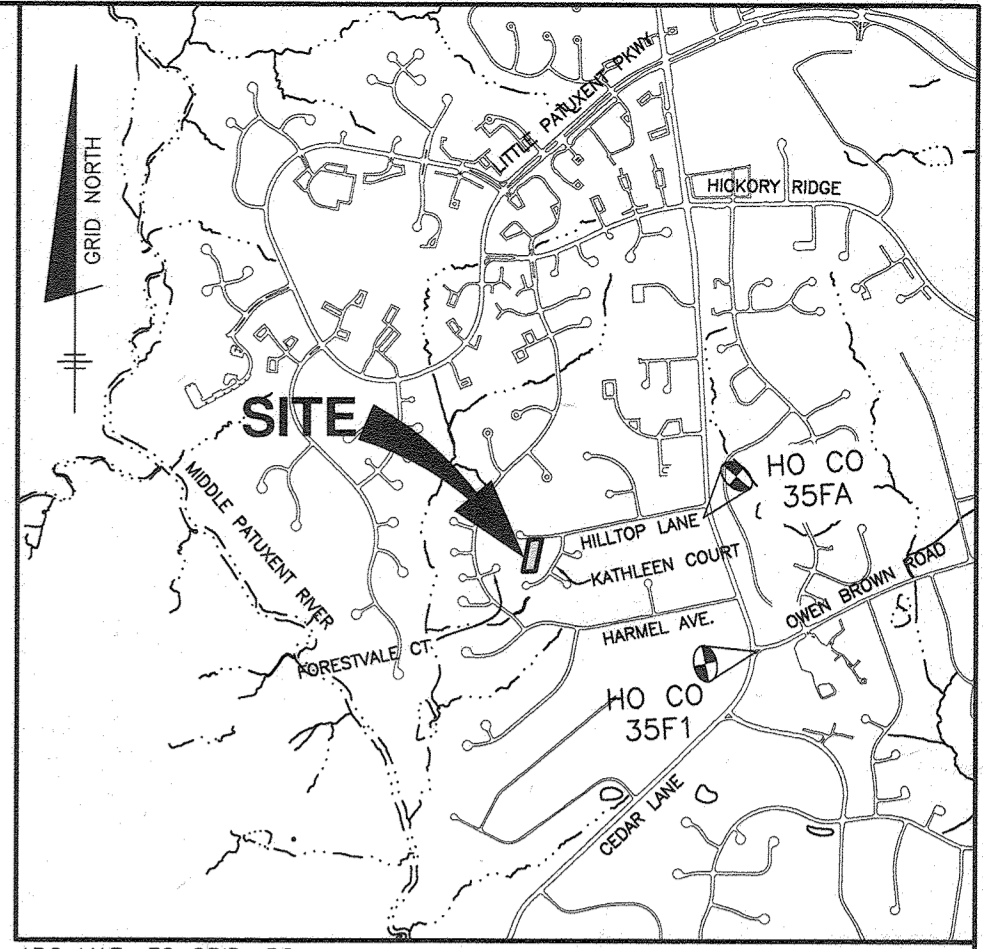 LITTLE PATUXENT PKWY
GRID NORTH
HICKORY RIDGE
SITE
HO CO
35FA
MIDDLE PATUXENT RIVER
HILLTOP LANE
KATHLEEN COURT
OWEN BROWN ROAD
HARMEL AVE.
FORESTVALE CT.
HO CO
35F1
CEDAR LANE